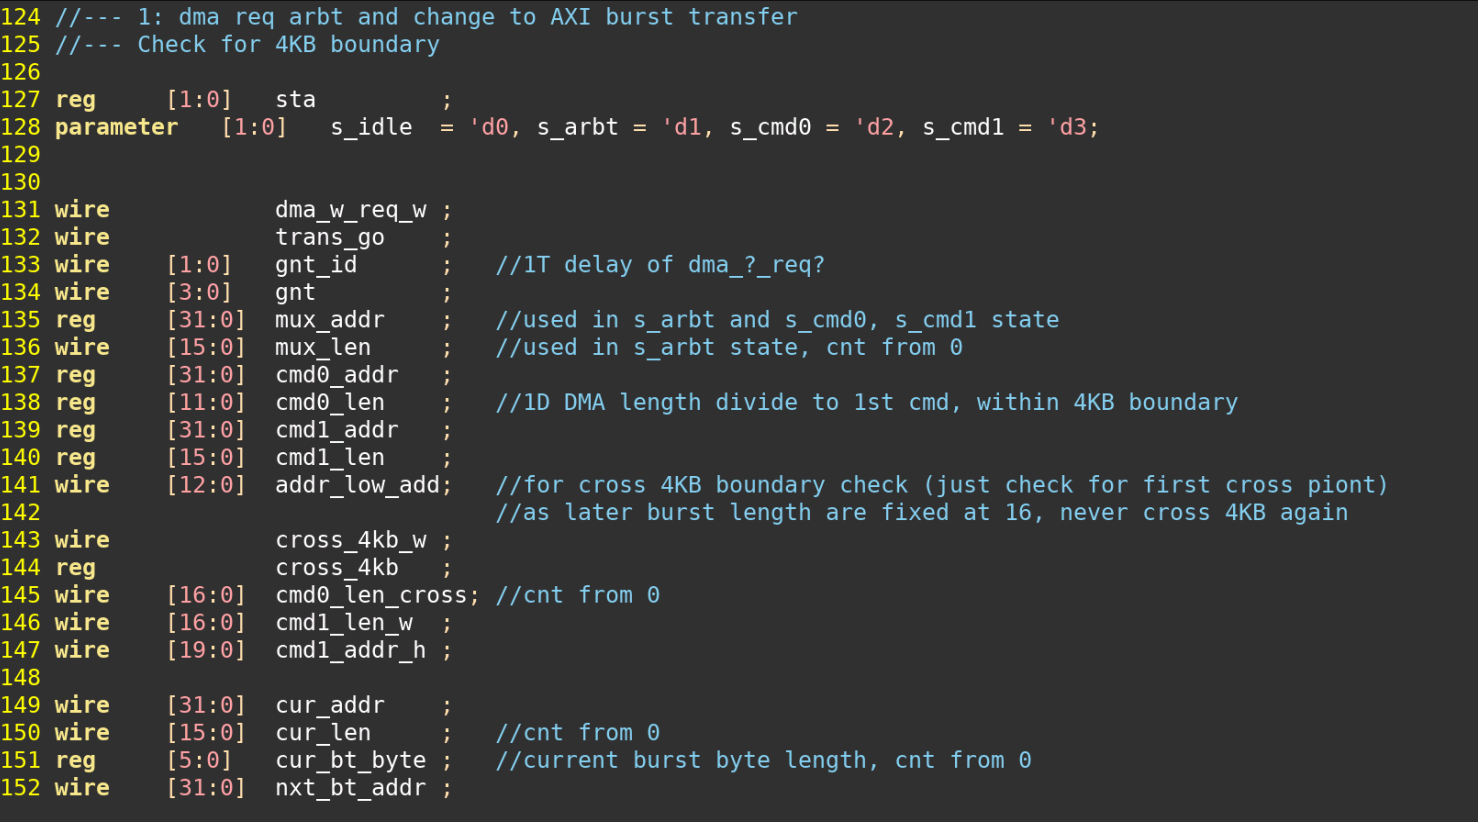 124 //--- 1: dma req arbt and change to AXI burst transfer
125 //--- Check for 4KB boundary
126
127 reg     [1:0]   sta         ;
128 parameter   [1:0]   s_idle  = 'd0, s_arbt = 'd1, s_cmd0 = 'd2, s_cmd1 = 'd3;
129
130
131 wire            dma_w_req_w ;
132 wire            trans_go    ;
133 wire    [1:0]   gnt_id      ;   //1T delay of dma_?_req?
134 wire    [3:0]   gnt         ;
135 reg     [31:0]  mux_addr    ;   //used in s_arbt and s_cmd0, s_cmd1 state
136 wire    [15:0]  mux_len     ;   //used in s_arbt state, cnt from 0
137 reg     [31:0]  cmd0_addr   ;
138 reg     [11:0]  cmd0_len    ;   //1D DMA length divide to 1st cmd, within 4KB boundary
139 reg     [31:0]  cmd1_addr   ;
140 reg     [15:0]  cmd1_len    ;
141 wire    [12:0]  addr_low_add;   //for cross 4KB boundary check (just check for first cross piont)
142                                 //as later burst length are fixed at 16, never cross 4KB again
143 wire            cross_4kb_w ;
144 reg             cross_4kb   ;
145 wire    [16:0]  cmd0_len_cross; //cnt from 0
146 wire    [16:0]  cmd1_len_w  ;
147 wire    [19:0]  cmd1_addr_h ;
148
149 wire    [31:0]  cur_addr    ;
150 wire    [15:0]  cur_len     ;   //cnt from 0
151 reg     [5:0]   cur_bt_byte ;   //current burst byte length, cnt from 0
152 wire    [31:0]  nxt_bt_addr ;